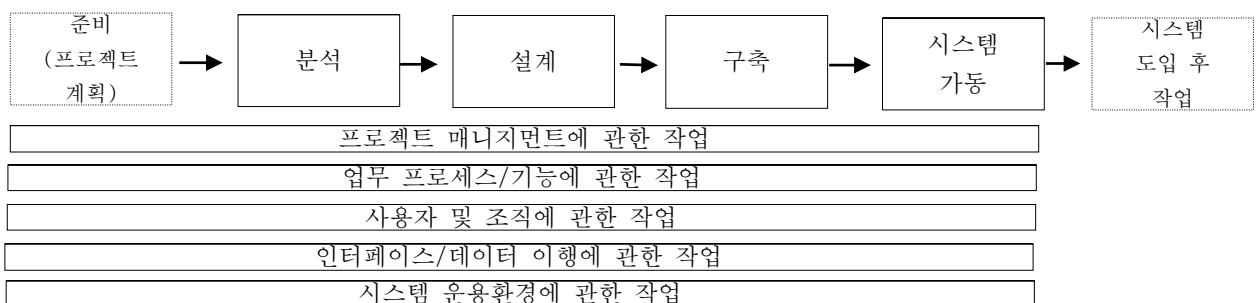 준비
(프로젝트
계획)
분석
설계
구축
시스템
가동
시스템
도입 후
작업
프로젝트 매니지먼트에 관한 작업
업무 프로세스/기능에 관한 작업
사용자 및 조직에 관한 작업
인터페이스/데이터 이행에 관한 작업
시스템 운용환경에 관한 작업